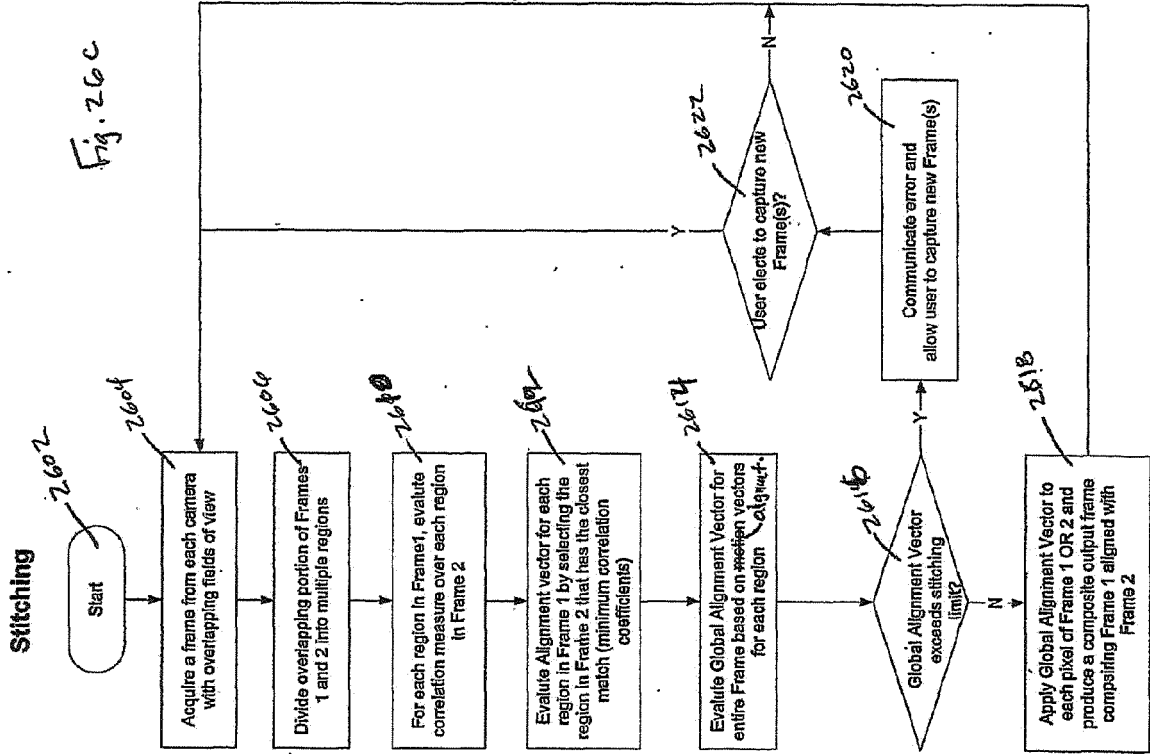 Stitching
Fig. 26C
Start
2602
Acquire a frame from each camera
with overlapping fields of view
2604
Divide overlapping portion of Frames
1 and 2 into multiple regions
2606
For each region in Frame1, evaluate
correlation measure over each region
in Frame 2
Evalute Alignment vector for each
region in Frame 1 by selecting the
region in Frame 2 that has the closest
match (minimum correlation
coefficients)
Evalute Global Alignment Vector for
entire Frame based on motion vectors
for each region alignmt.
Global Alignment Vector
exceeds stitching
limit?
Y
N
Communicate error and
allow user to capture new Frame(s)
2620
User elects to capture new
Frame(s)?
2622
Y
N
Apply Global Alignment Vector to
each pixel of Frame 1 OR 2 and
produce a composite output frame
compsiring Frame 1 aligned with
Frame 2